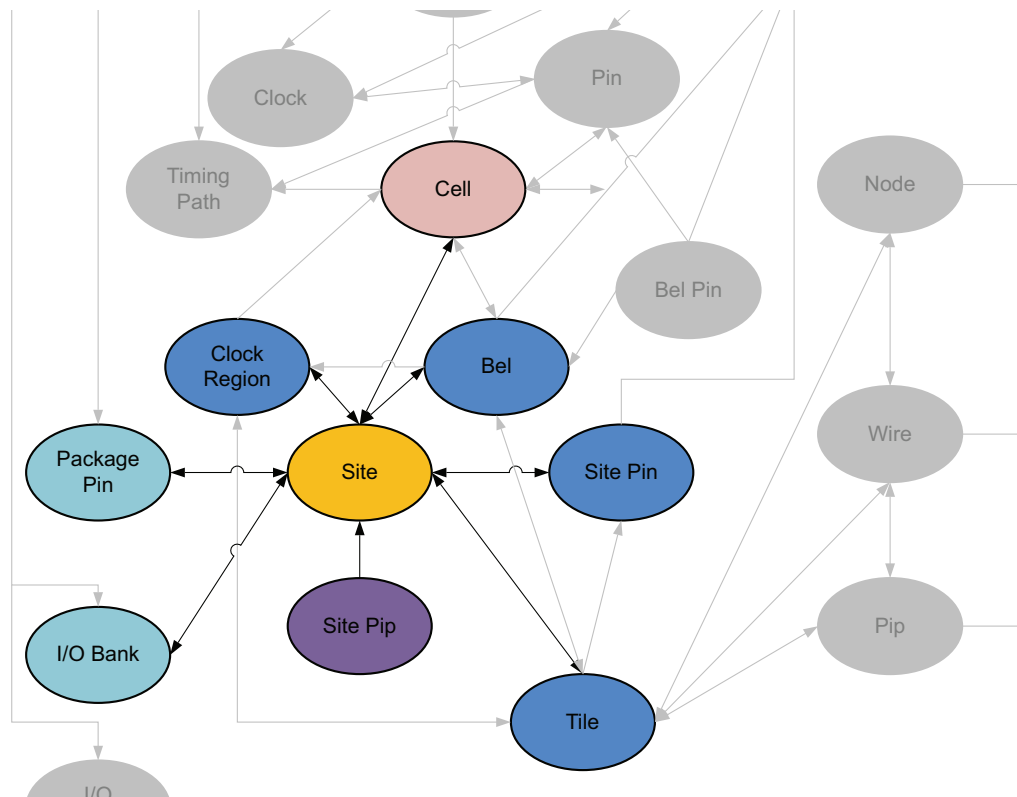 Clock
Pin
Timing
Path
Cell
Node
Bel Pin
Clock
Region
Bel
Package
Pin
Site
Site Pin
Wire
I/O Bank
Site Pip
Pip
Tile
I/O